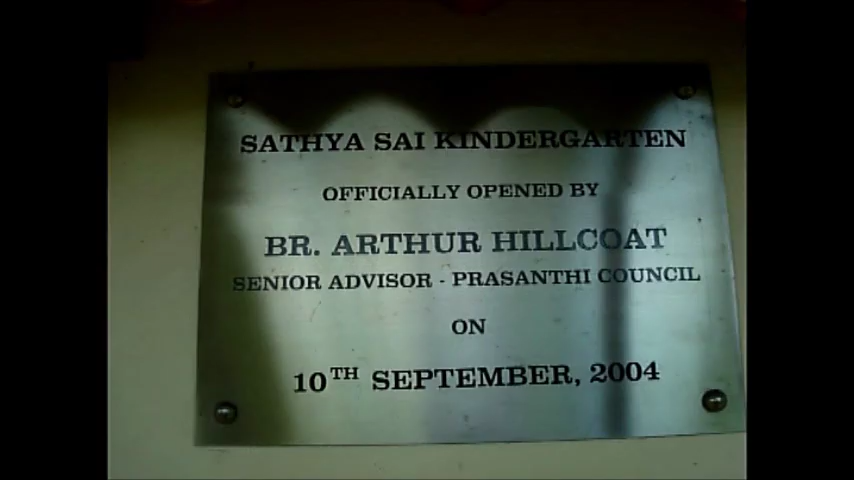 SATHYA SAI KINDERGARTEN
OFFICIALLY OPENED BY
BR. ARTHUR HILLCOAT
SENIOR ADVISOR - PRASANTHI COUNCIL
ON
10TH SEPTEMBER, 2004